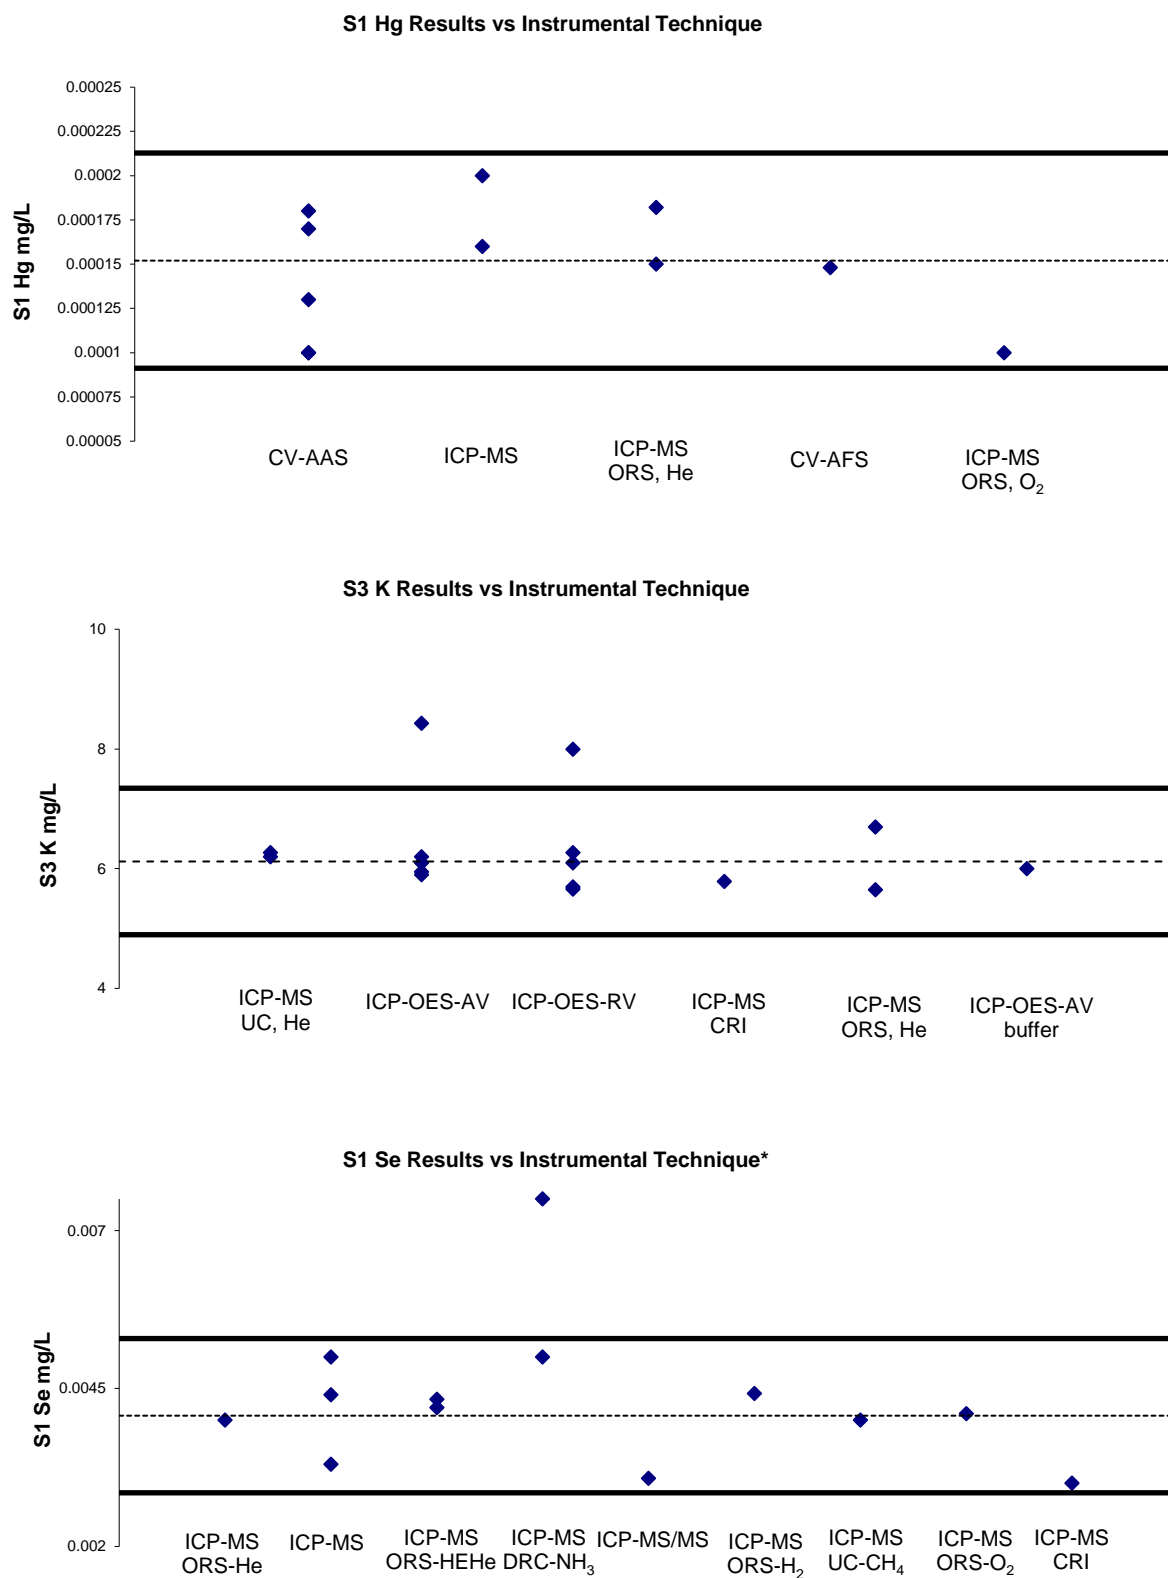 S1 Hg Results vs Instrumental Technique
0.00025
0.000225
0.0002
0.000175
0.00015
0.000125
0.0001
0.000075
0.00005
S1 Hg mg/L
CV-AAS
ICP-MS
ICP-MS
ORS, He
CV-AFS
ICP-MS
ORS, O₂
S3 K Results vs Instrumental Technique
10
8
6
4
S3 K mg/L
ICP-MS
UC, He
ICP-OES-AV
ICP-OES-RV
ICP-MS
CRI
ICP-MS
ORS, He
ICP-OES-AV
buffer
S1 Se Results vs Instrumental Technique*
0.007
0.0045
0.002
S1 Se mg/L
ICP-MS
ORS-He
ICP-MS
ICP-MS
ORS-HEHe
ICP-MS
DRC-NH₃
ICP-MS/MS
ICP-MS
ORS-H₂
ICP-MS
UC-CH₄
ICP-MS
ORS-O₂
ICP-MS
CRI